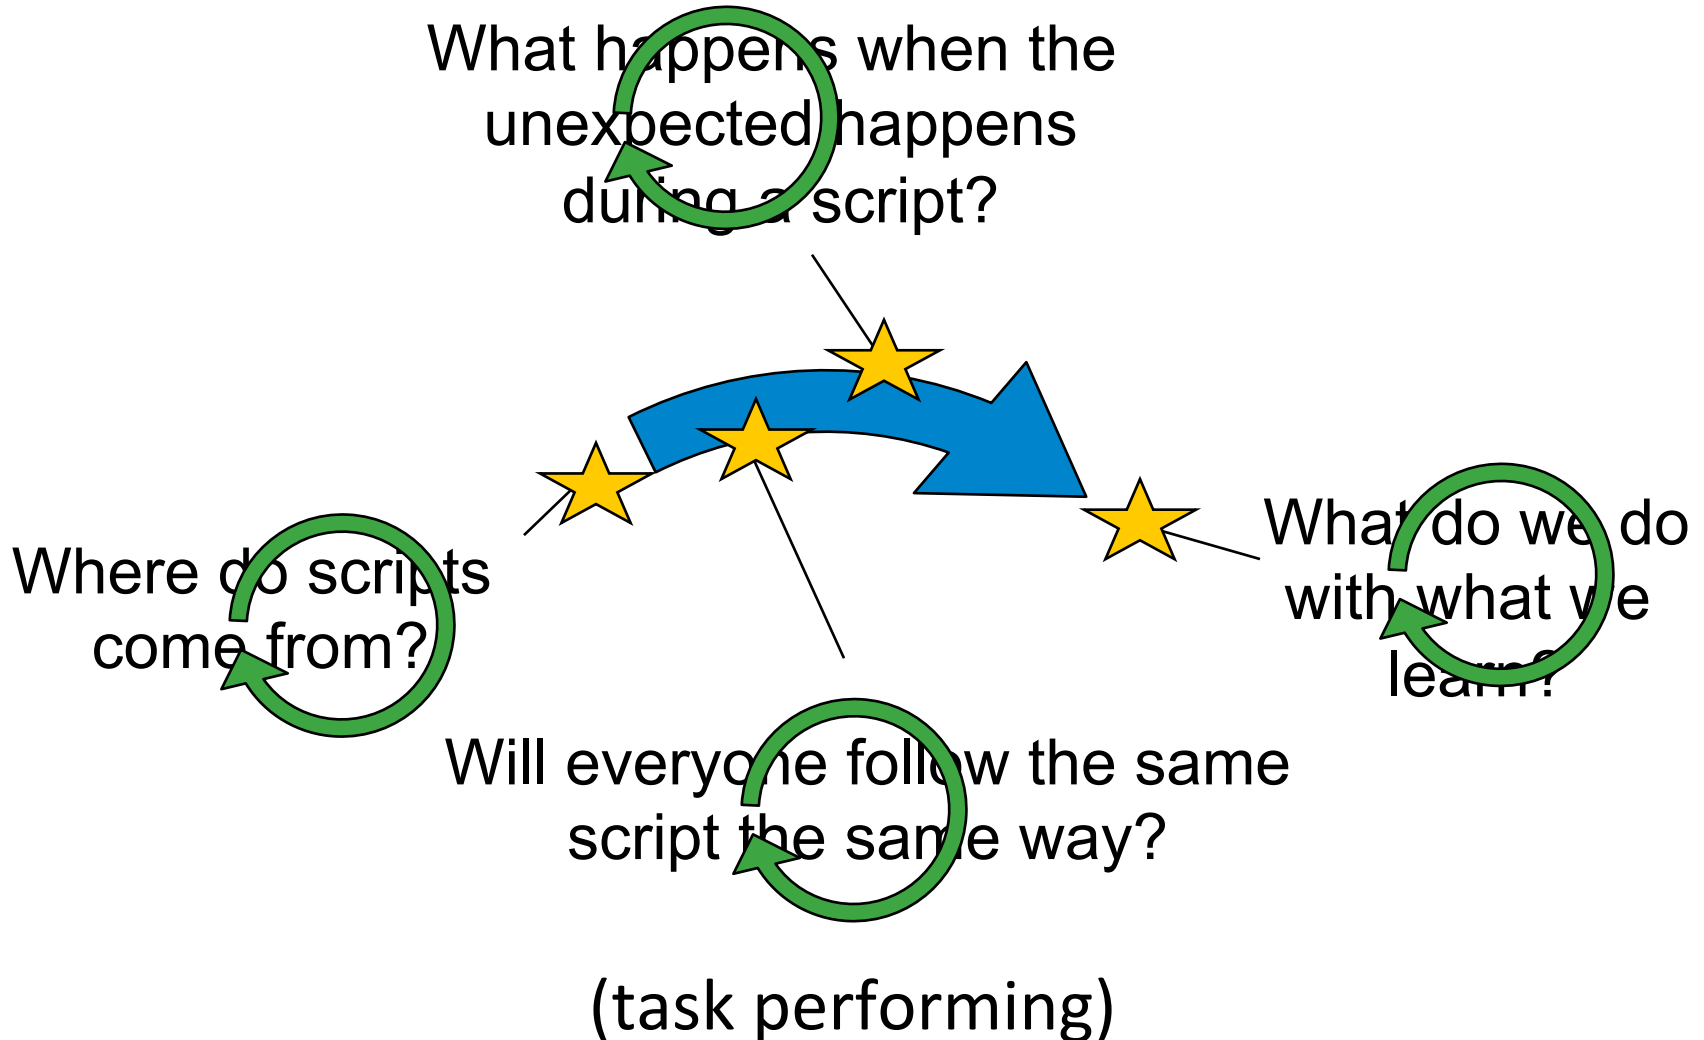 What happens when the
unexpected happens
during a script?
Where do scripts
come from?
What do we do
with what we
learn?
Will everyone follow the same
script the same way?
(task performing)